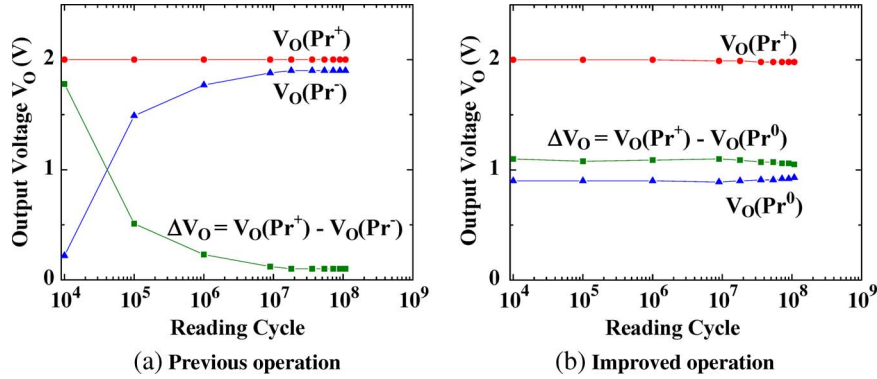 Output Voltage V_O (V)
2
1
0
V_O(Pr^+)
V_O(Pr^-)
ΔV_O = V_O(Pr^+) - V_O(Pr^-)
10^4 10^5 10^6 10^7 10^8 10^9
Reading Cycle
(a) Previous operation
Output Voltage V_O (V)
2
1
0
V_O(Pr^+)
ΔV_O = V_O(Pr^+) - V_O(Pr^0)
V_O(Pr^0)
10^4 10^5 10^6 10^7 10^8 10^9
Reading Cycle
(b) Improved operation